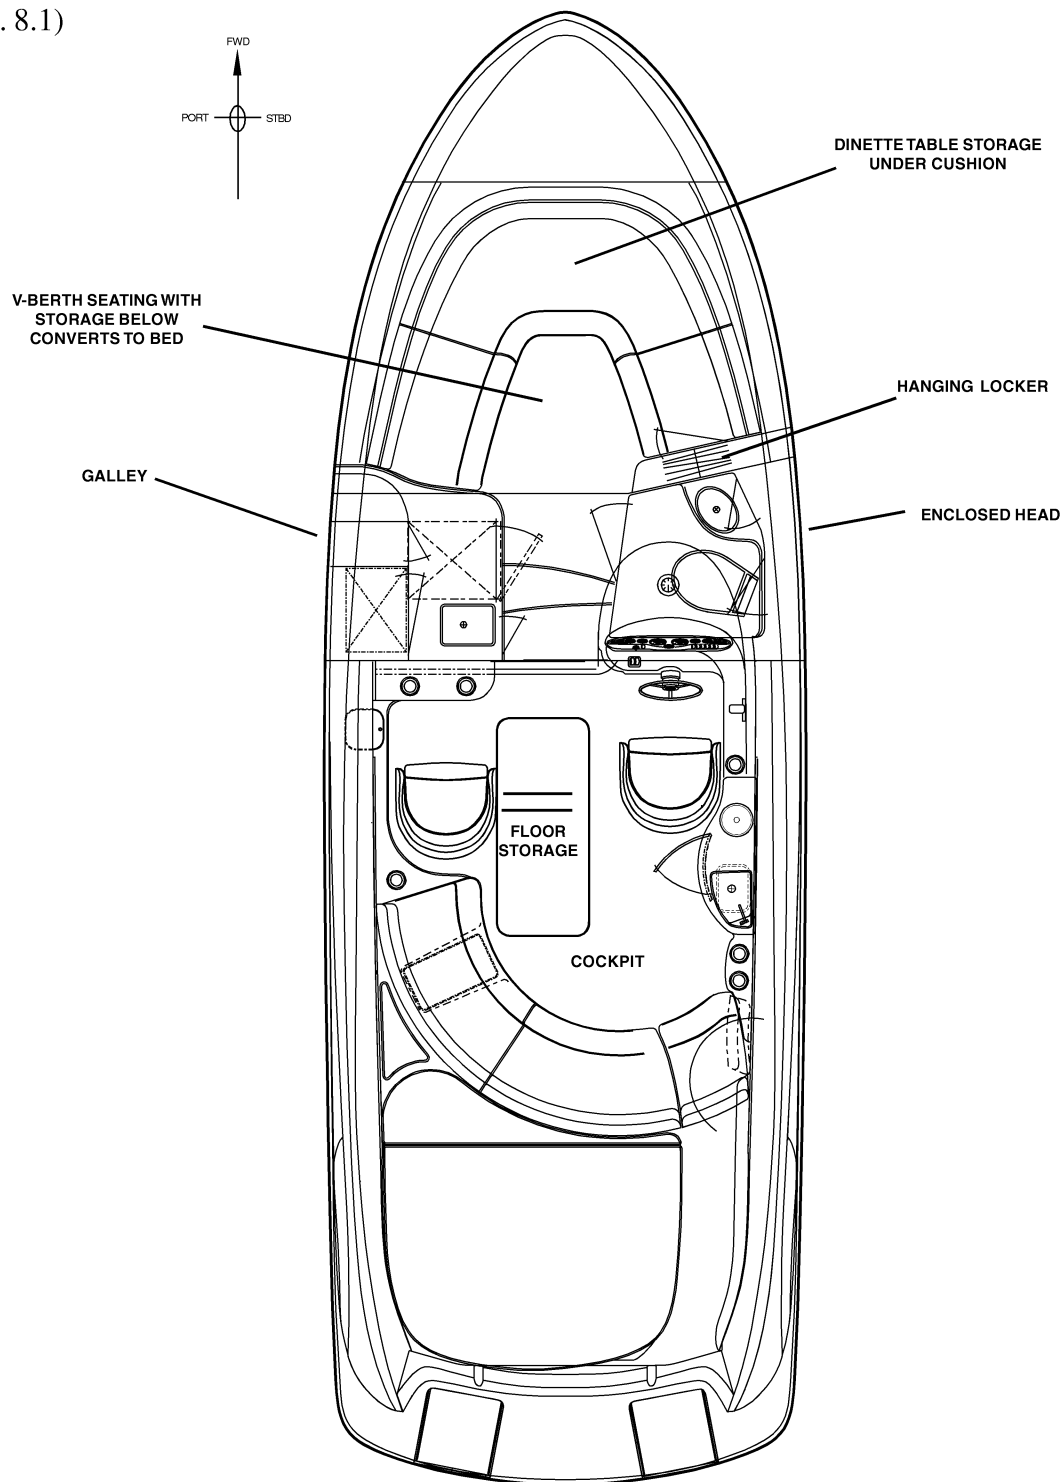 . 8.1)
FWD
PORT
STBD
DINETTE TABLE STORAGE
UNDER CUSHION
V-BERTH SEATING WITH
STORAGE BELOW
CONVERTS TO BED
HANGING LOCKER
GALLEY
ENCLOSED HEAD
FLOOR
STORAGE
COCKPIT